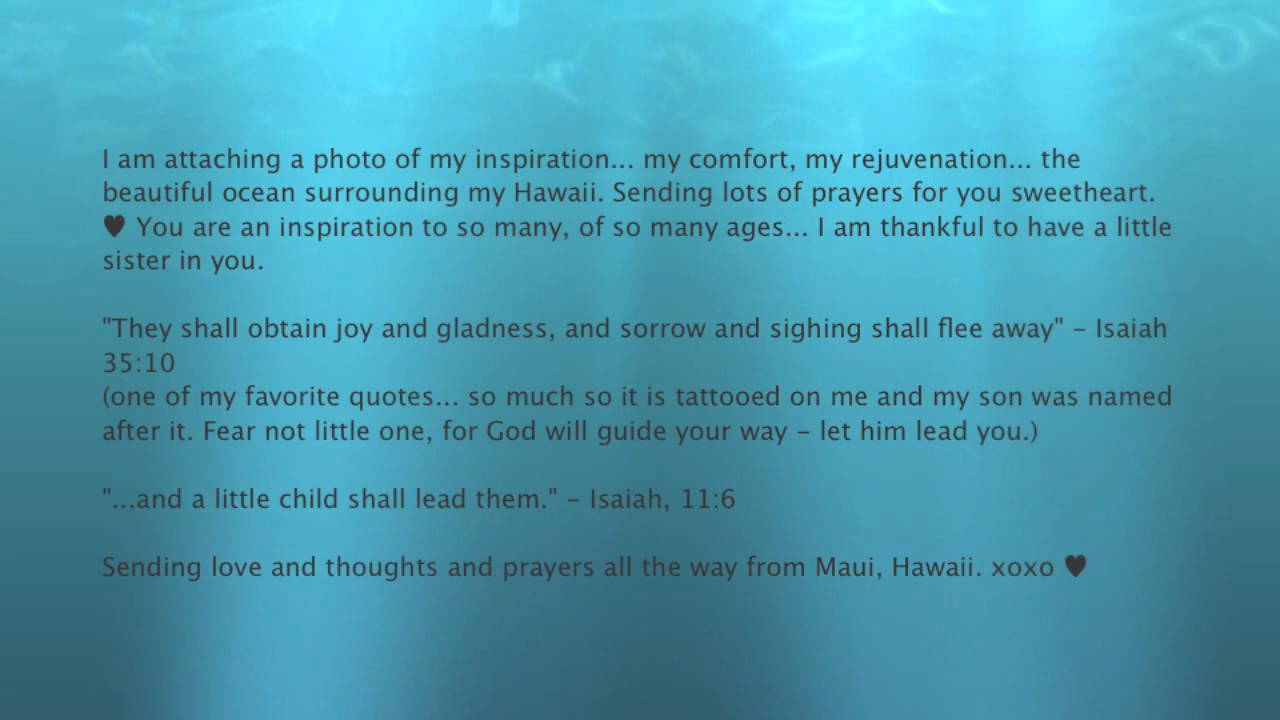 I am attaching a photo of my inspiration... my comfort, my rejuvenation... the
beautiful ocean surrounding my Hawaii. Sending lots of prayers for you sweetheart.
♥ You are an inspiration to so many, of so many ages... I am thankful to have a little
sister in you.
"They shall obtain joy and gladness, and sorrow and sighing shall flee away" – Isaiah
35:10
(one of my favorite quotes... so much so it is tattooed on me and my son was named
after it. Fear not little one, for God will guide your way – let him lead you.)
"...and a little child shall lead them." – Isaiah, 11:6
Sending love and thoughts and prayers all the way from Maui, Hawaii. xoxo ♥